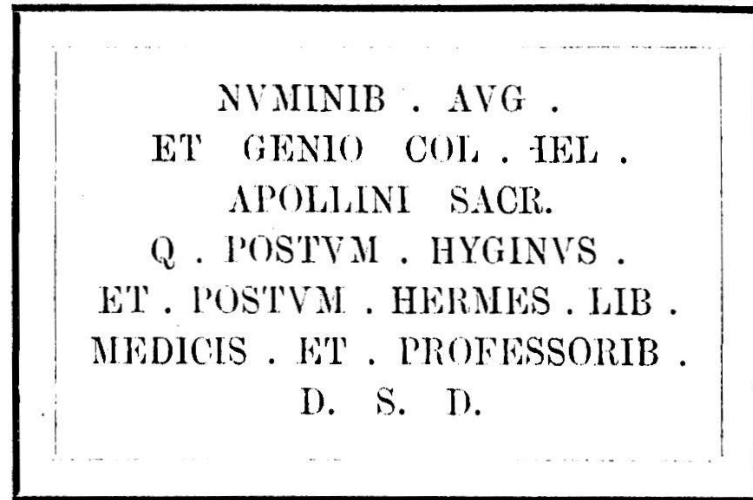 NVMINIB . AVG .
ET GENIO COL . HEL .
APOLLINI SACR.
Q . POSTVM . HYGINVS .
ET . POSTVM . HERMES . LIB .
MEDICIS . ET . PROFESSORIB .
D. S. D.